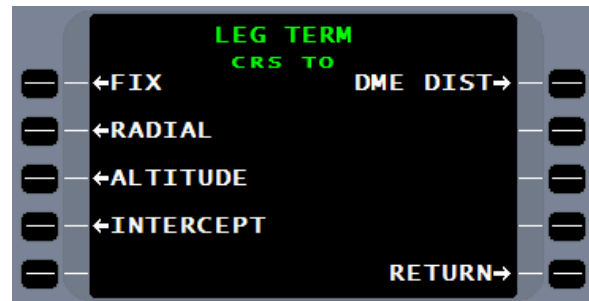 LEG TERM
CRS TO
←FIX DME DIST→
←RADIAL
←ALTITUDE
←INTERCEPT
RETURN→